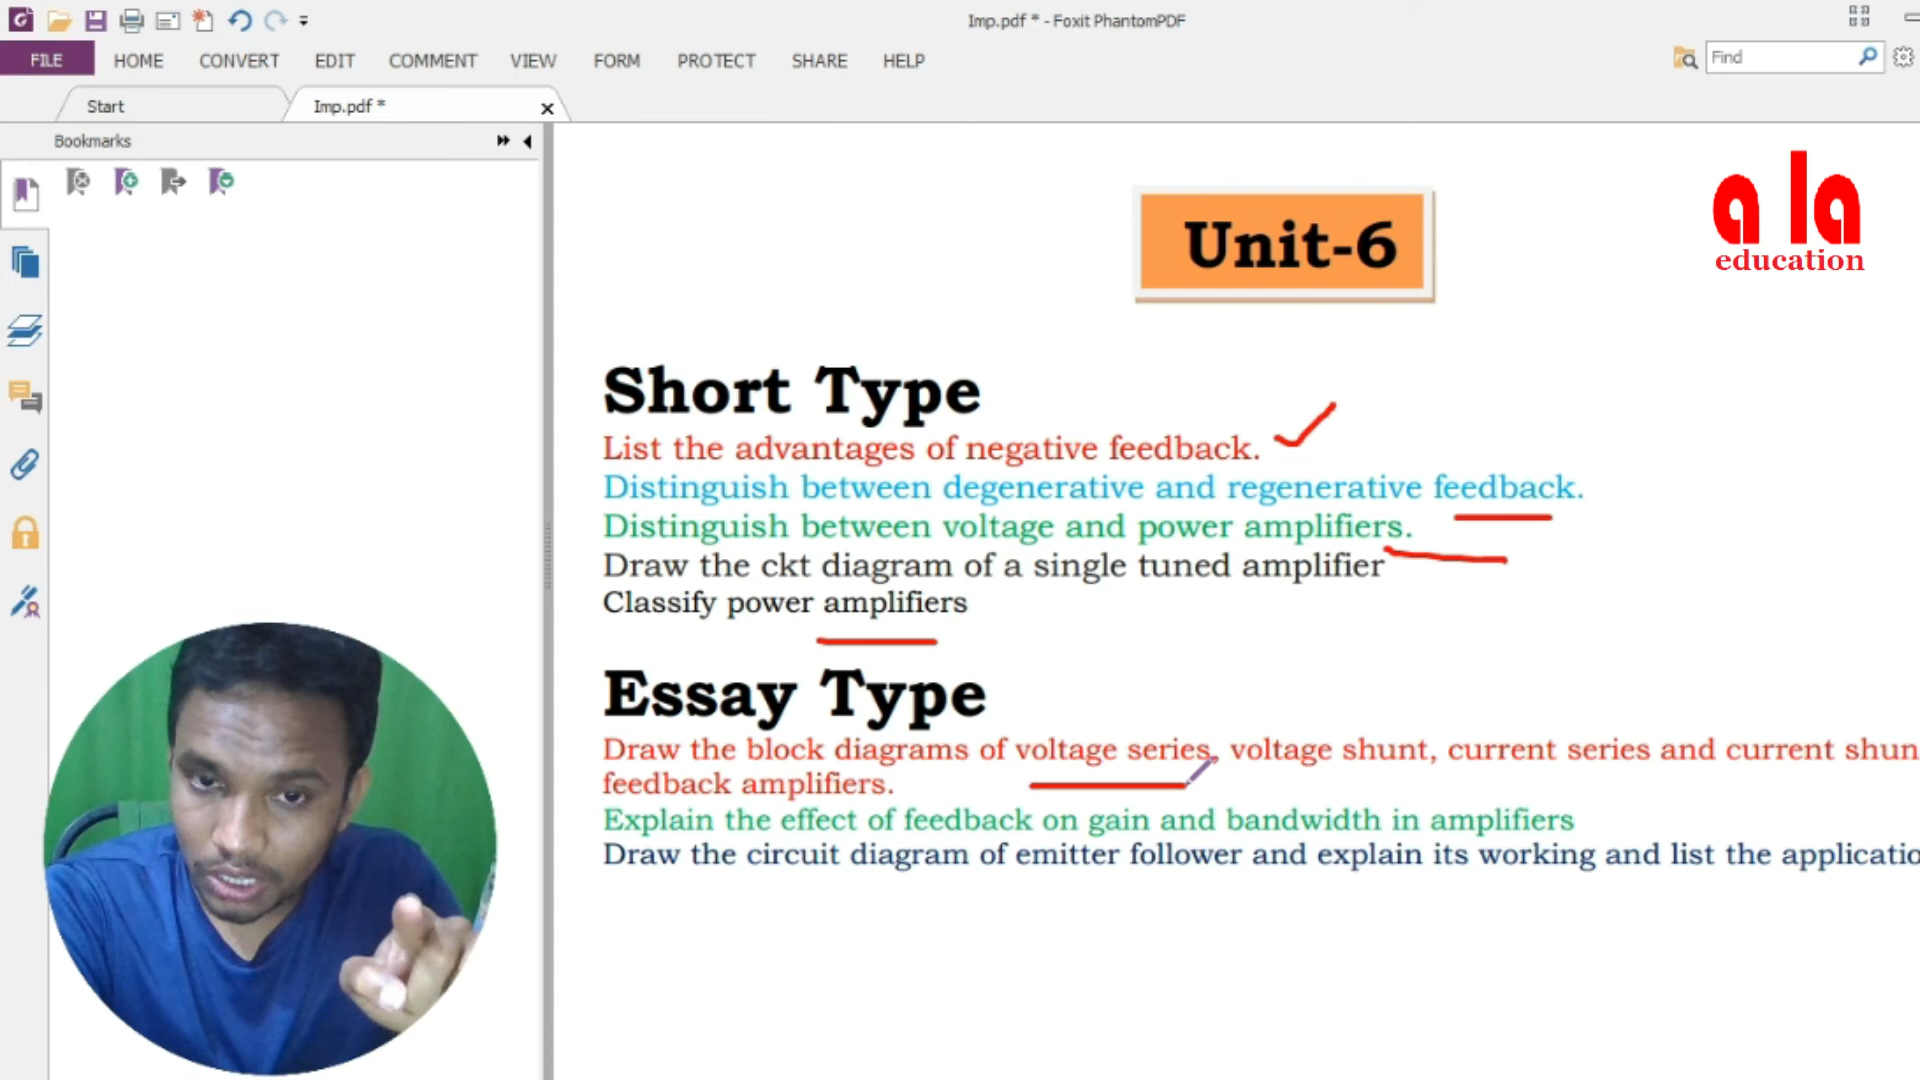 Imp.pdf * - Foxit PhantomPDF
FILE HOME CONVERT EDIT COMMENT VIEW FORM PROTECT SHARE HELP
Find
Start
Imp.pdf *
Bookmarks
a la
education
Unit-6
Short Type
List the advantages of negative feedback.
Distinguish between degenerative and regenerative feedback.
Distinguish between voltage and power amplifiers.
Draw the ckt diagram of a single tuned amplifier
Classify power amplifiers
Essay Type
Draw the block diagrams of voltage series, voltage shunt, current series and current shun
feedback amplifiers.
Explain the effect of feedback on gain and bandwidth in amplifiers
Draw the circuit diagram of emitter follower and explain its working and list the applicatio